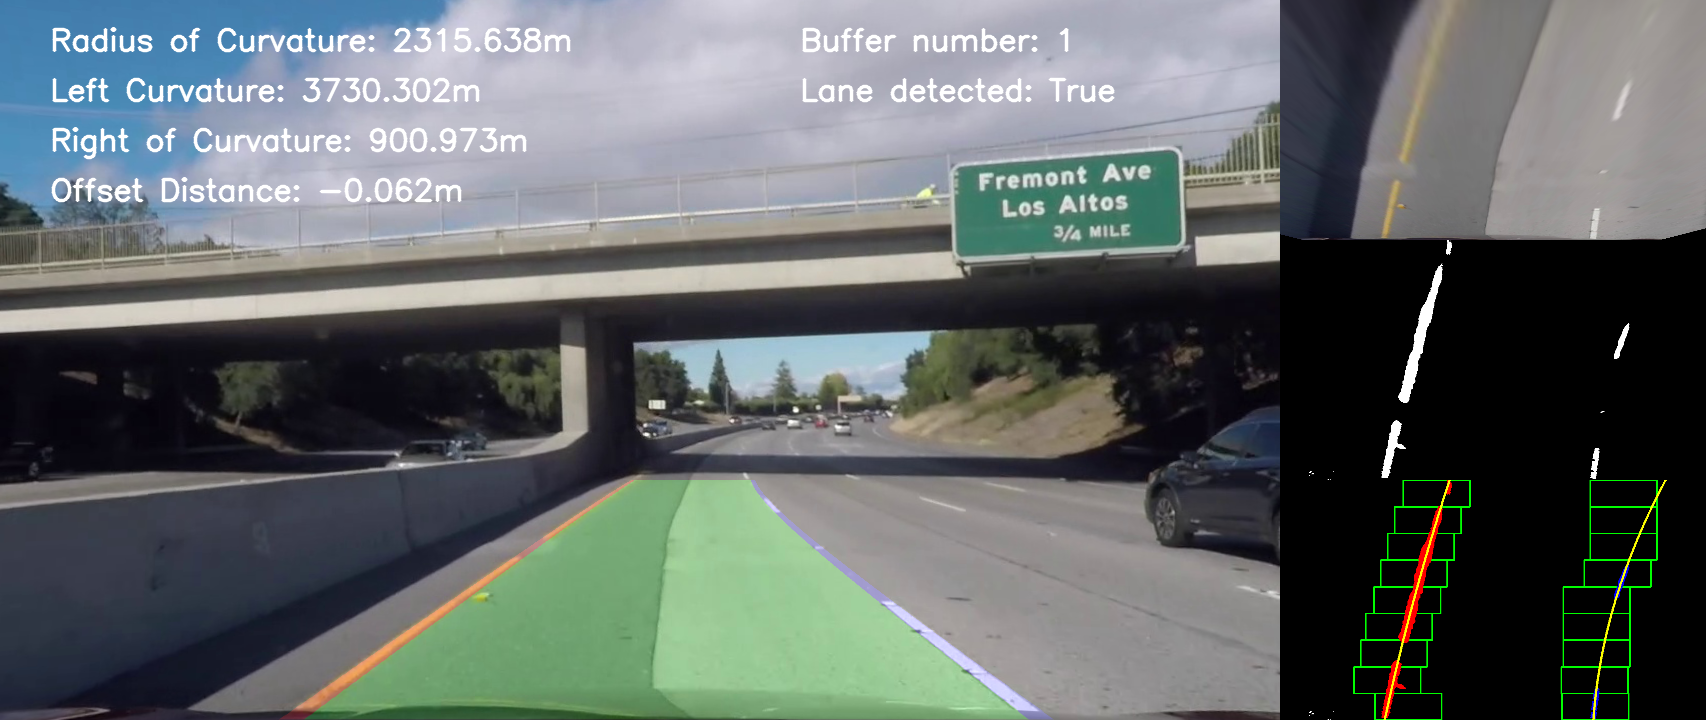 Radius of Curvature: 2315.638m
Left Curvature: 3730.302m
Right of Curvature: 900.973m
Offset Distance: −0.062m
Buffer number: 1
Lane detected: True
Fremont Ave
Los Altos
3/4 MILE